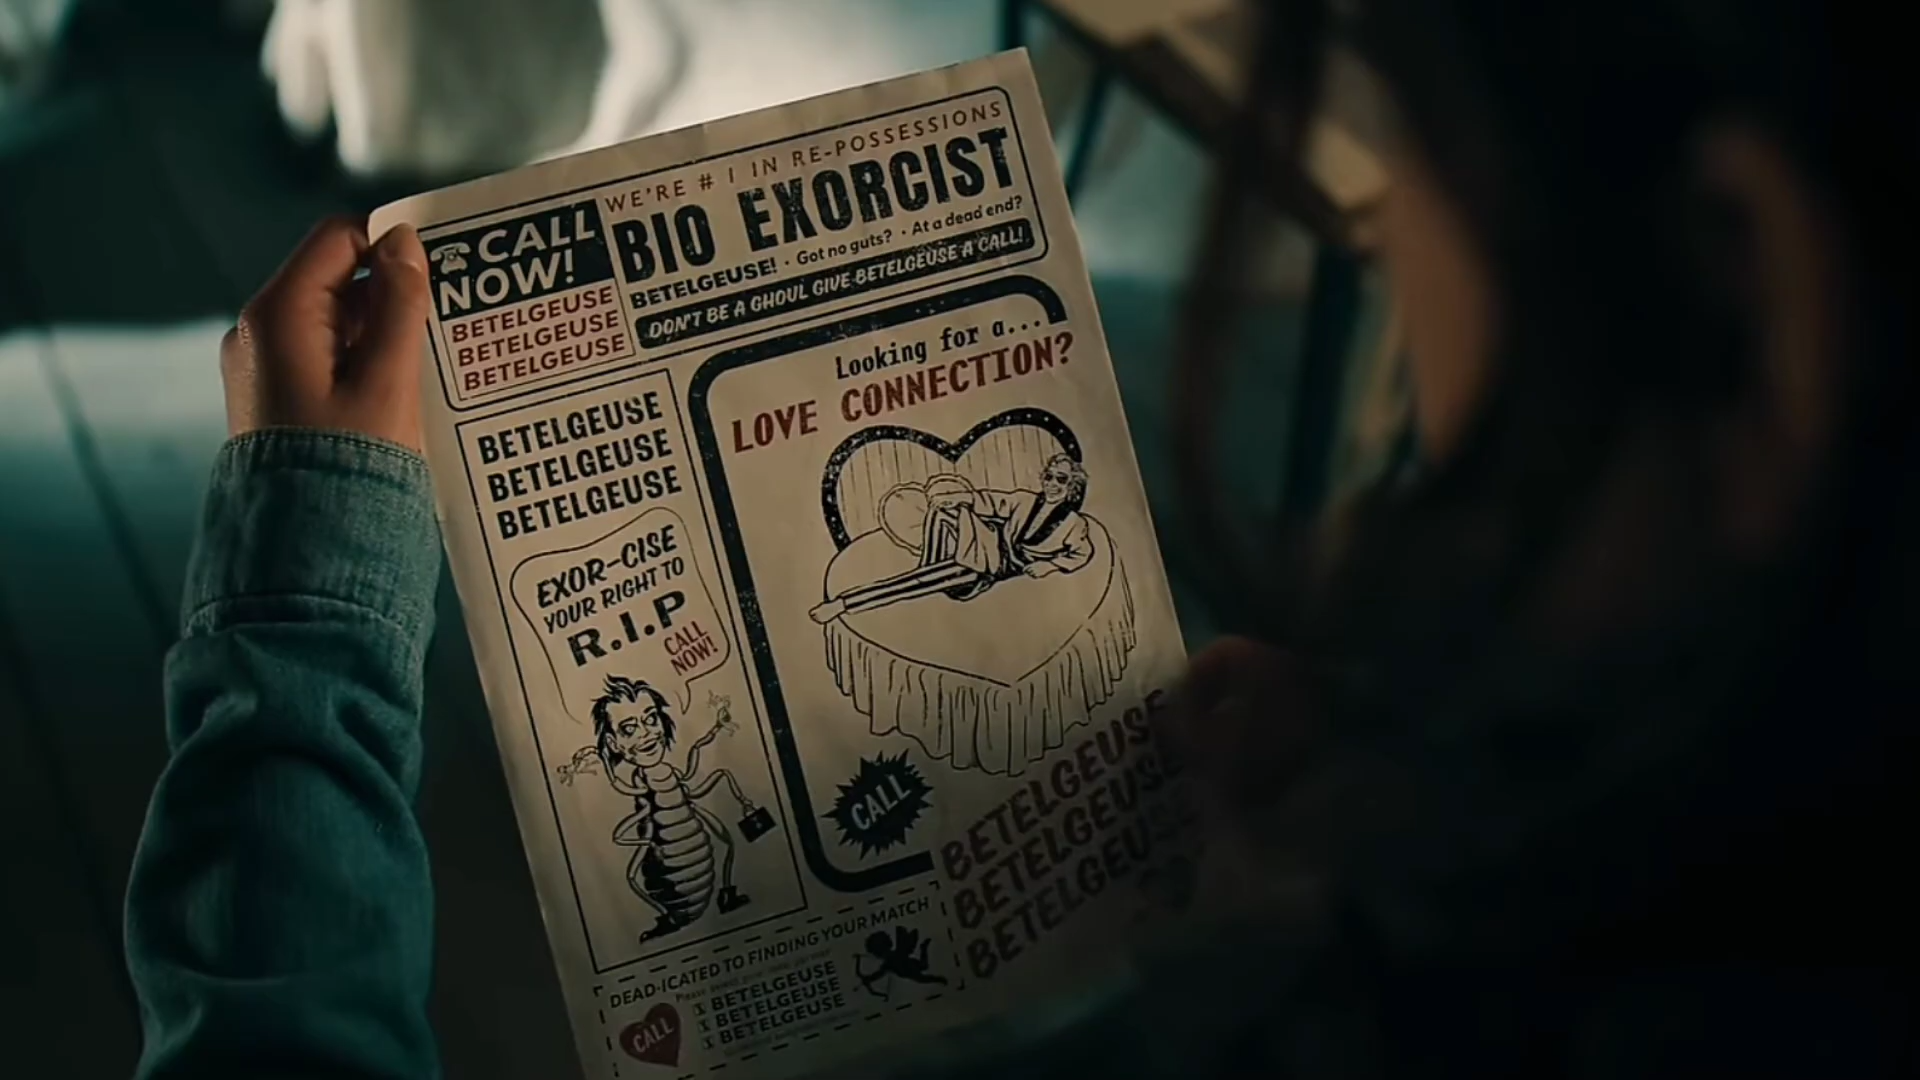 WE'RE # 1 IN RE-POSSESSIONS
CALL
NOW!
BIO EXORCIST
BETELGEUSE! · Got no guts? · At a dead end?
DON'T BE A GHOUL GIVE BETELGEUSE A CALL!
BETELGEUSE
BETELGEUSE
BETELGEUSE
BETELGEUSE
BETELGEUSE
BETELGEUSE
EXOR-CISE
YOUR RIGHT TO
R.I.P
CALL
NOW!
Looking for a...
LOVE CONNECTION?
CALL
BETELGEUSE
BETELGEUSE
BETELGEUSE
DEAD-ICATED TO FINDING YOUR MATCH
CALL
BETELGEUSE
BETELGEUSE
BETELGEUSE